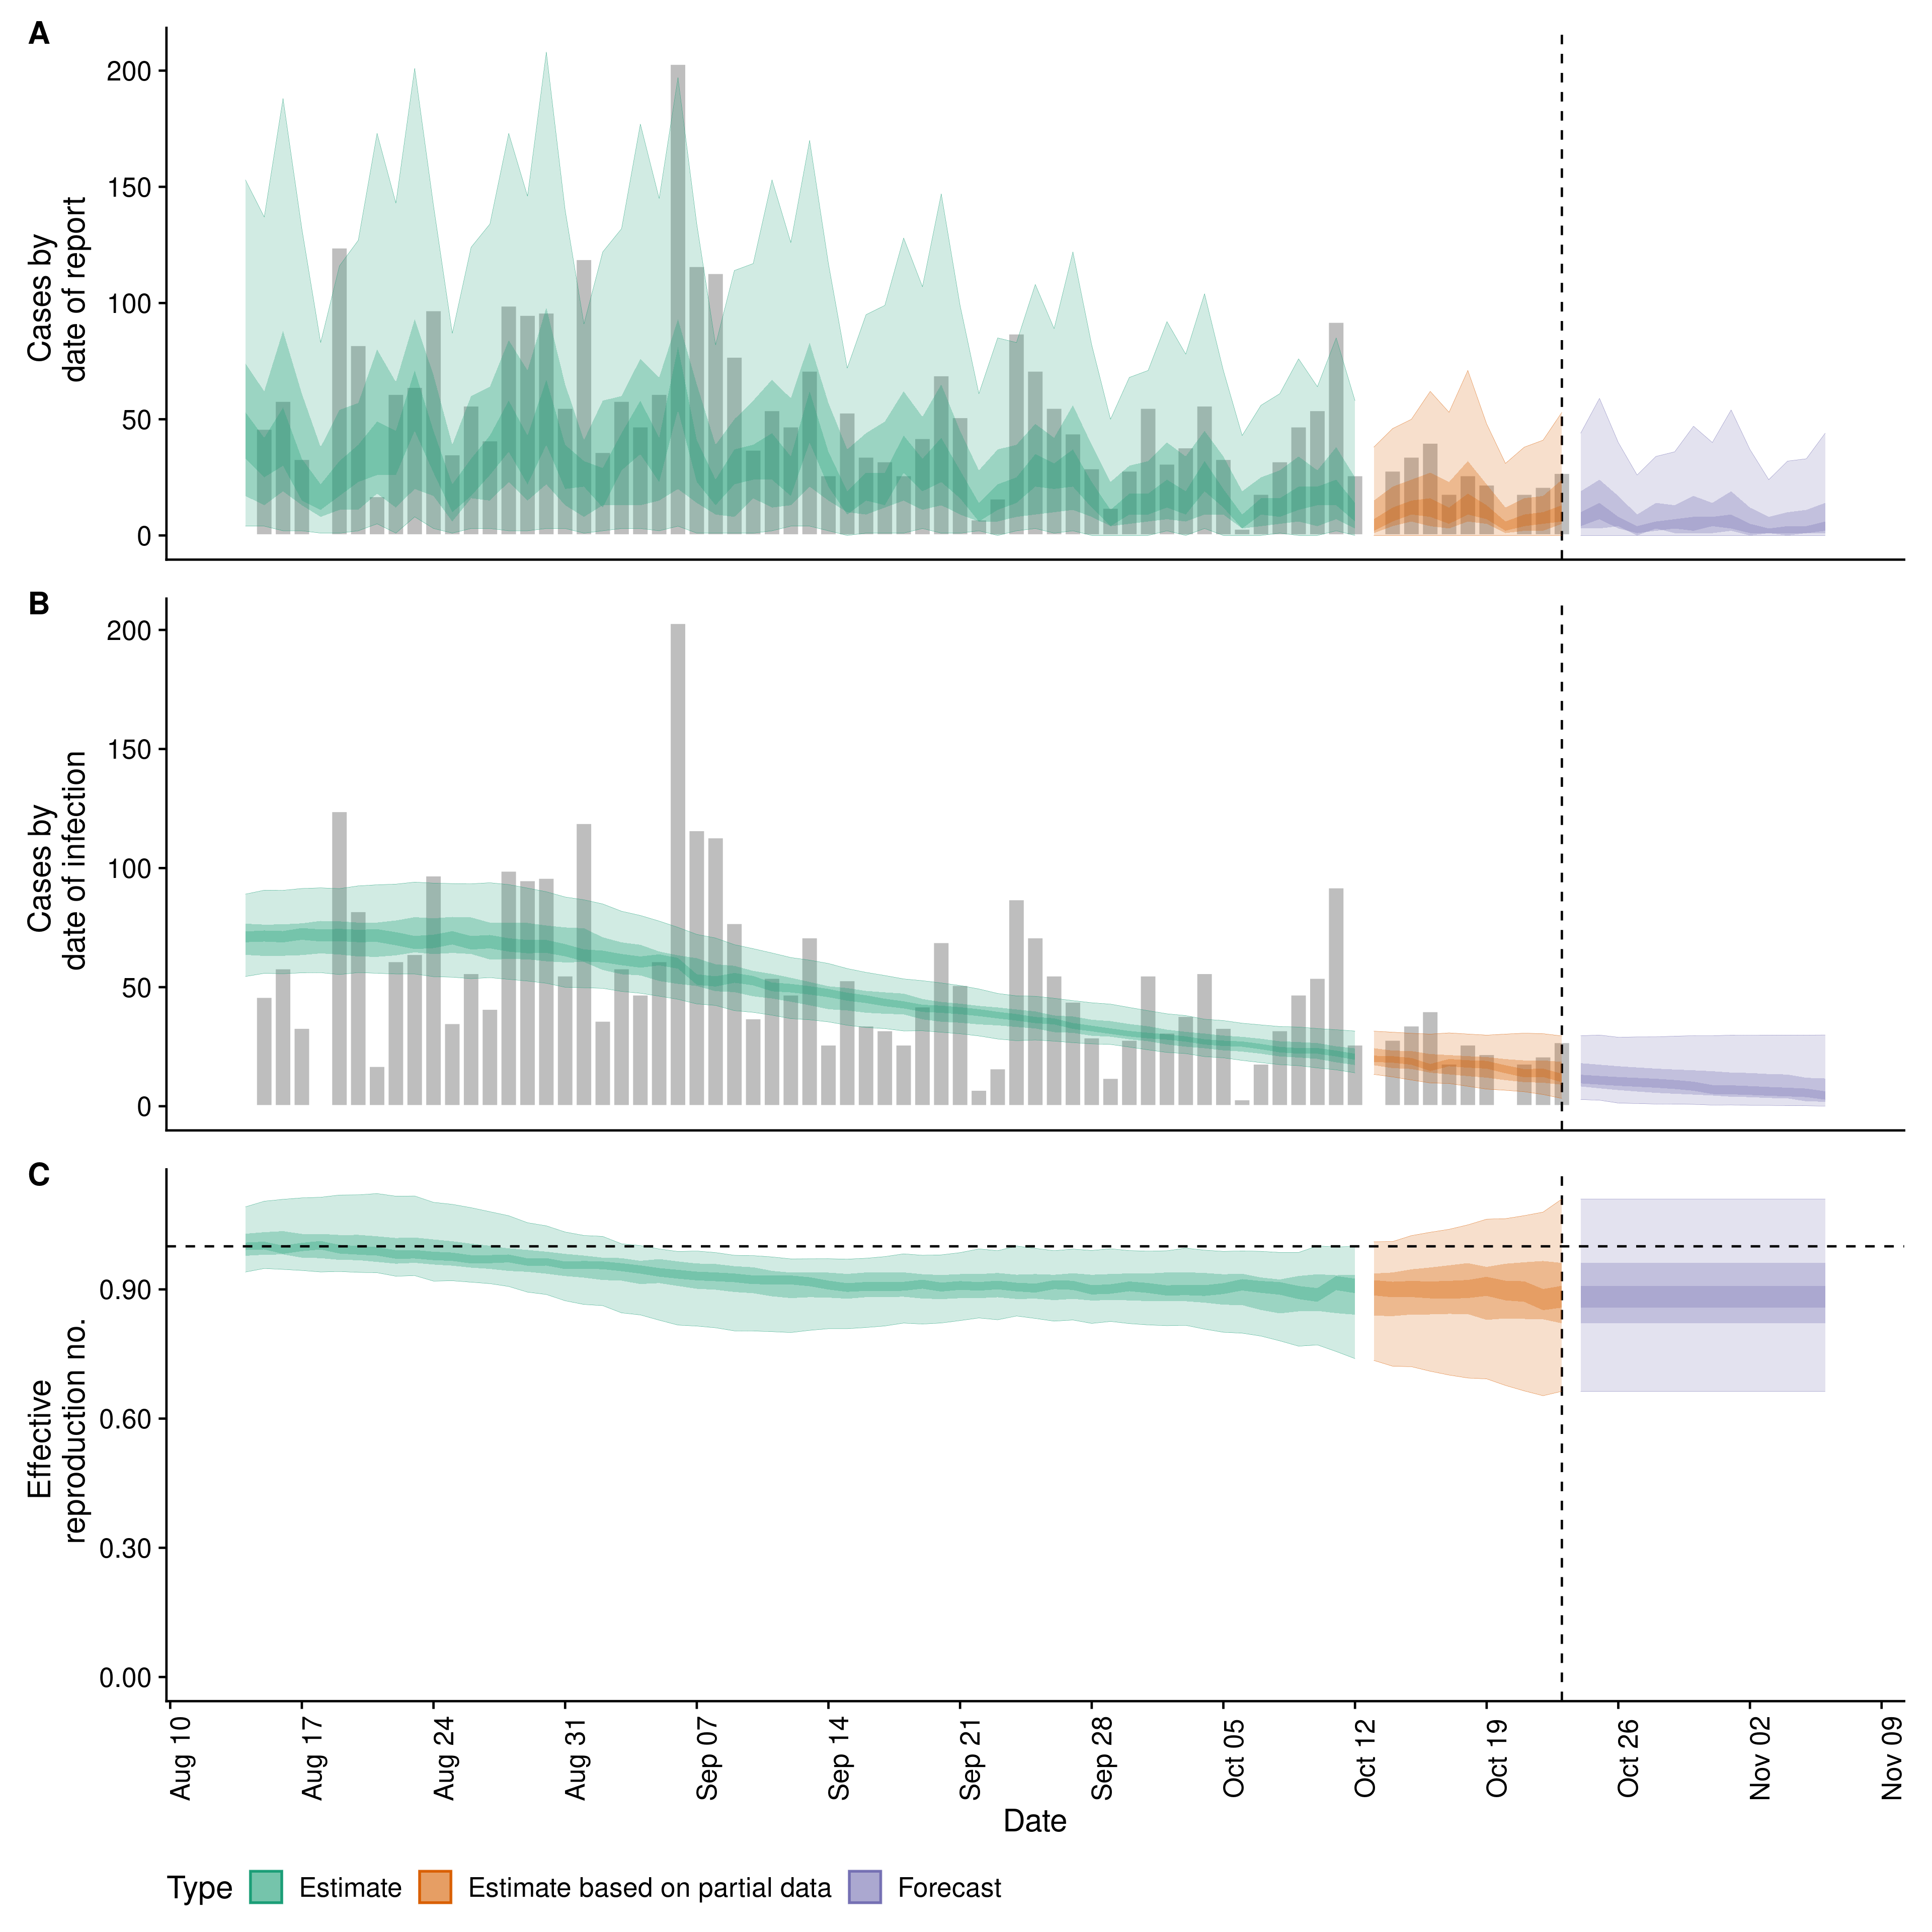 A
200
150
100
50
0
Cases by
date of report
B
200
150
100
50
0
Cases by
date of infection
C
0.90
0.60
0.30
0.00
Effective
reproduction no.
Aug 10
Aug 17
Aug 24
Aug 31
Sep 07
Sep 14
Sep 21
Sep 28
Oct 05
Oct 12
Oct 19
Oct 26
Nov 02
Nov 09
Date
Type Estimate Estimate based on partial data Forecast